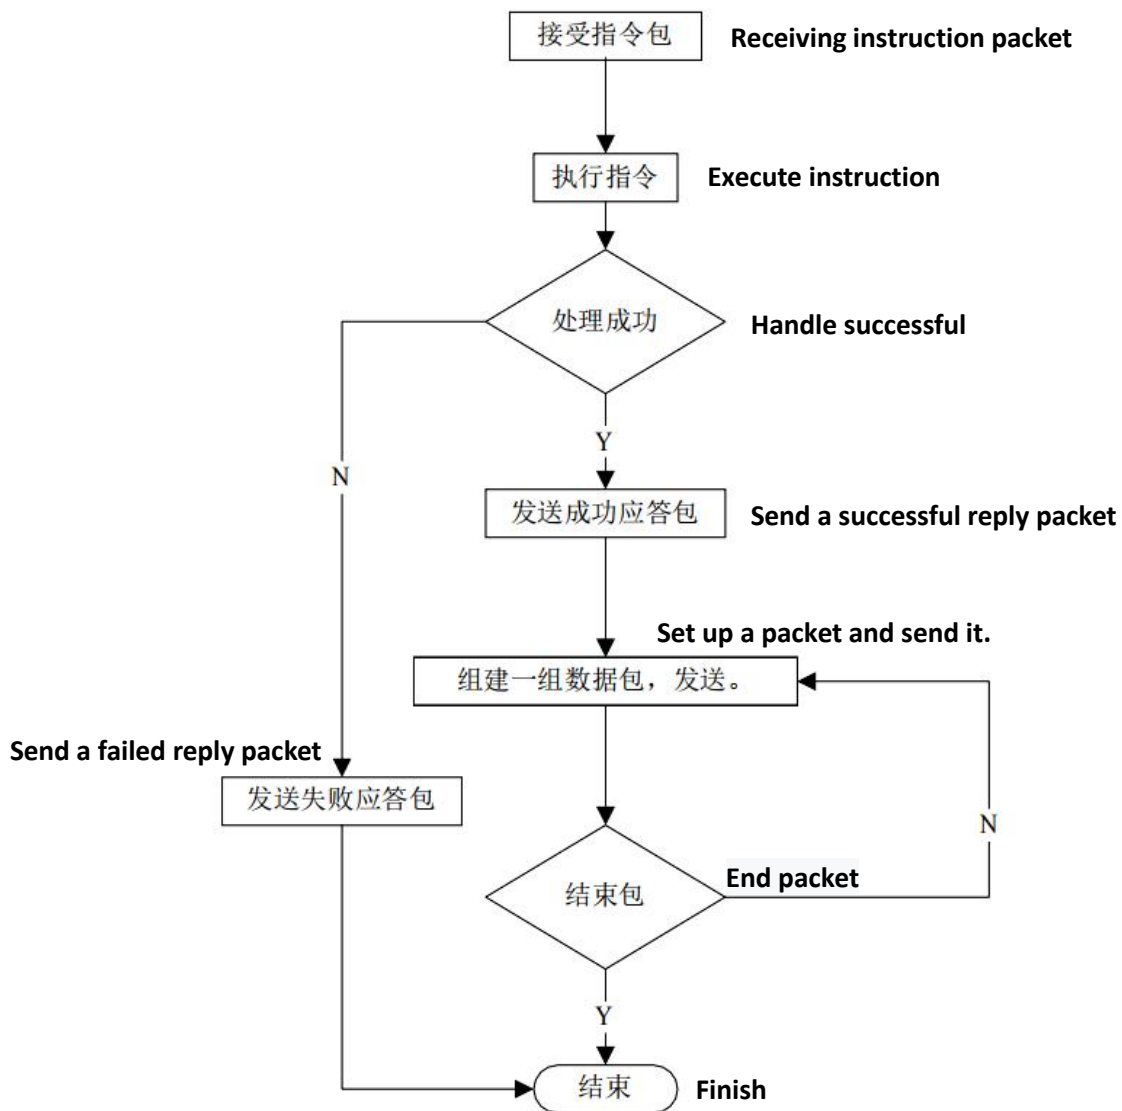 接受指令包
Receiving instruction packet
执行指令
Execute instruction
处理成功
Handle successful
Y
N
发送成功应答包
Send a successful reply packet
Set up a packet and send it.
组建一组数据包，发送。
Send a failed reply packet
发送失败应答包
N
结束包
End packet
Y
结束
Finish